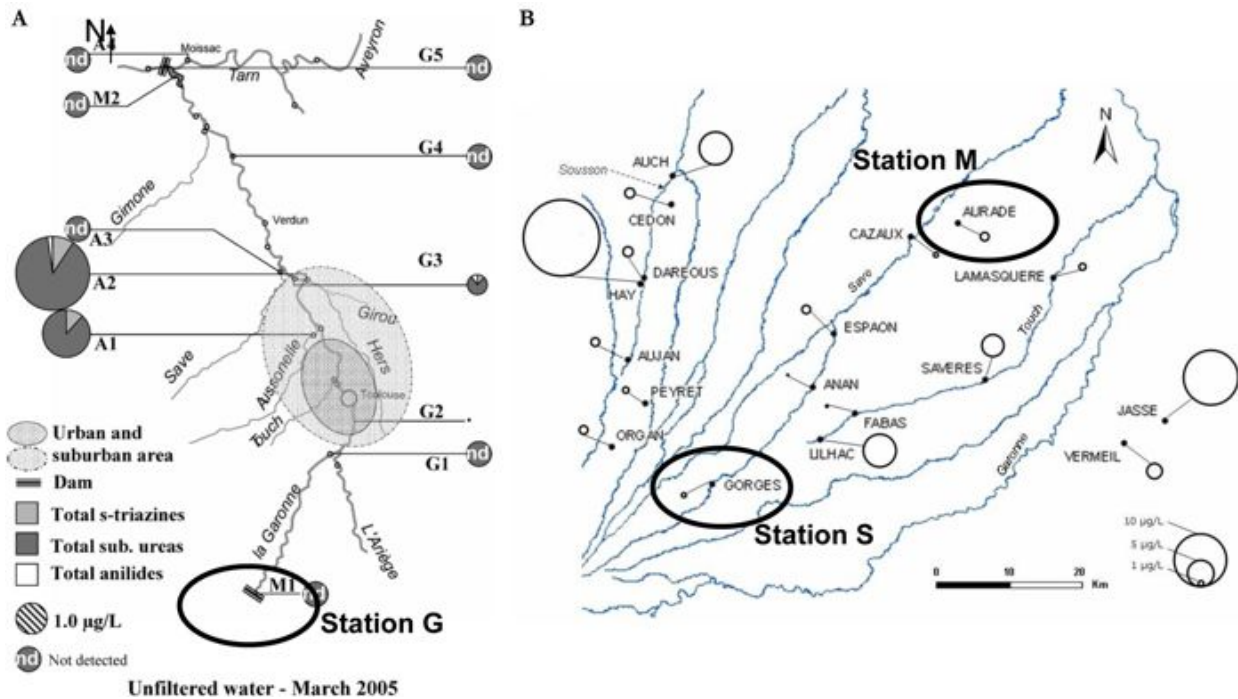 A
N
A4
Moissac
Aveyron
G5
nd
nd
Tarn
M2
nd
G4
nd
Gimone
Verdun
nd
A3
A2
G3
Girou
A1
Hers
Save
Aissonelle
Toulouse
Touch
G2
Urban and
suburban area
G1
nd
Dam
Total s-triazines
Total sub. ureas
la Garonne
L'Ariège
Total anilides
M1
1.0 µg/L
Station G
nd Not detected
Unfiltered water - March 2005
B
N
AUCH
Station M
Sousson
AURADE
CEDON
CAZAUX
DAREOUS
LAMASQUERE
HAY
Save
ESPAON
Touch
AUJAN
SAVERES
ANAN
PEYRET
JASSE
FABAS
ORGAN
LILHAC
Garonne
VERMEIL
GORGES
Station S
10 µg/L
5 µg/L
1 µg/L
0 10 20
Km